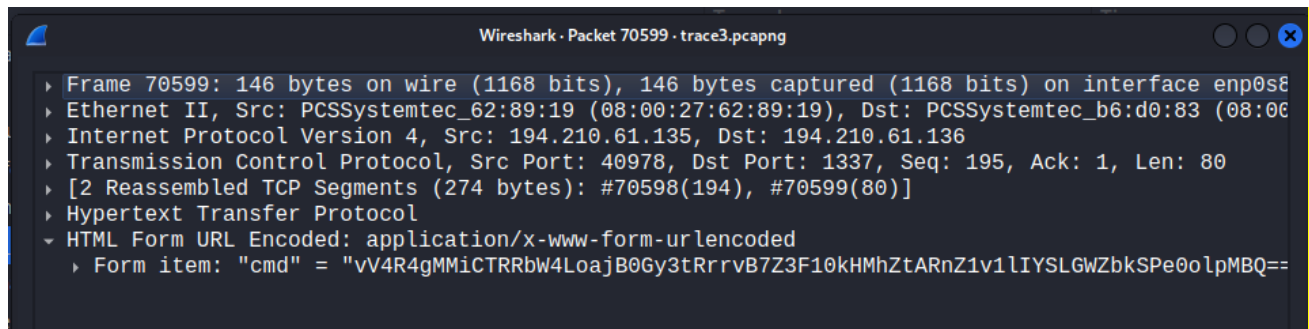 Wireshark · Packet 70599 · trace3.pcapng
Frame 70599: 146 bytes on wire (1168 bits), 146 bytes captured (1168 bits) on interface enp0s8
Ethernet II, Src: PCSSystemtec_62:89:19 (08:00:27:62:89:19), Dst: PCSSystemtec_b6:d0:83 (08:00
Internet Protocol Version 4, Src: 194.210.61.135, Dst: 194.210.61.136
Transmission Control Protocol, Src Port: 40978, Dst Port: 1337, Seq: 195, Ack: 1, Len: 80
[2 Reassembled TCP Segments (274 bytes): #70598(194), #70599(80)]
Hypertext Transfer Protocol
HTML Form URL Encoded: application/x-www-form-urlencoded
Form item: "cmd" = "vV4R4gMMiCTRRbW4LoajB0Gy3tRrrvB7Z3F10kHMhZtARnZ1v1lIYSLGWZbkSPe0olpMBQ==